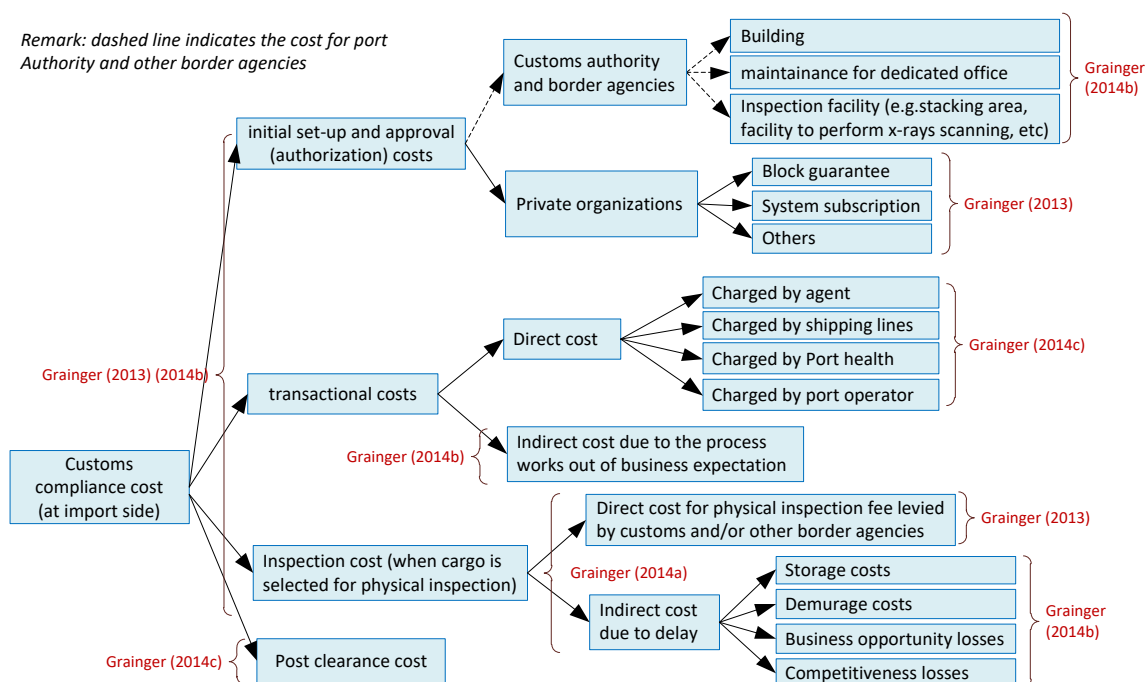 Remark: dashed line indicates the cost for port
Authority and other border agencies
Customs authority
and border agencies
Building
maintainance for dedicated office
Inspection facility (e.g.stacking area,
facility to perform x-rays scanning, etc)
Grainger
(2014b)
initial set-up and approval
(authorization) costs
Private organizations
Block guarantee
System subscription
Others
Grainger (2013)
Charged by agent
Charged by shipping lines
Charged by Port health
Charged by port operator
Grainger (2014c)
Direct cost
Grainger (2013) (2014b)
transactional costs
Grainger (2014b)
Indirect cost due to the process
works out of business expectation
Customs
compliance cost
(at import side)
Direct cost for physical inspection fee levied
by customs and/or other border agencies
Grainger (2013)
Inspection cost (when cargo is
selected for physical inspection)
Grainger (2014a)
Indirect cost
due to delay
Storage costs
Demurage costs
Business opportunity losses
Competitiveness losses
Grainger
(2014b)
Grainger (2014c)
Post clearance cost